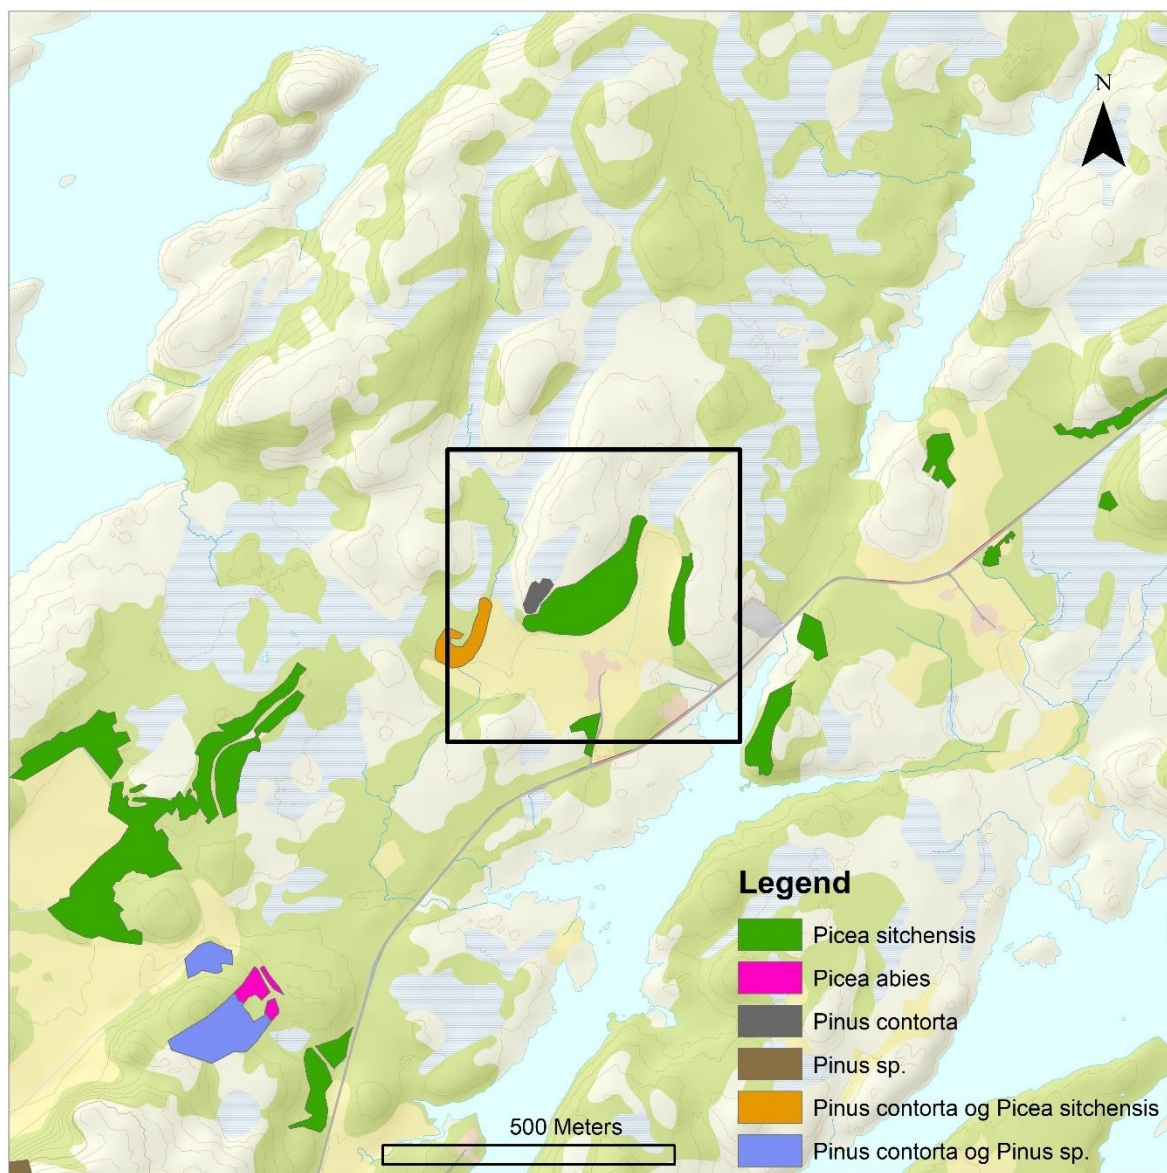 N
Legend
Picea sitchensis
Picea abies
Pinus contorta
Pinus sp.
Pinus contorta og Picea sitchensis
Pinus contorta og Pinus sp.
500 Meters